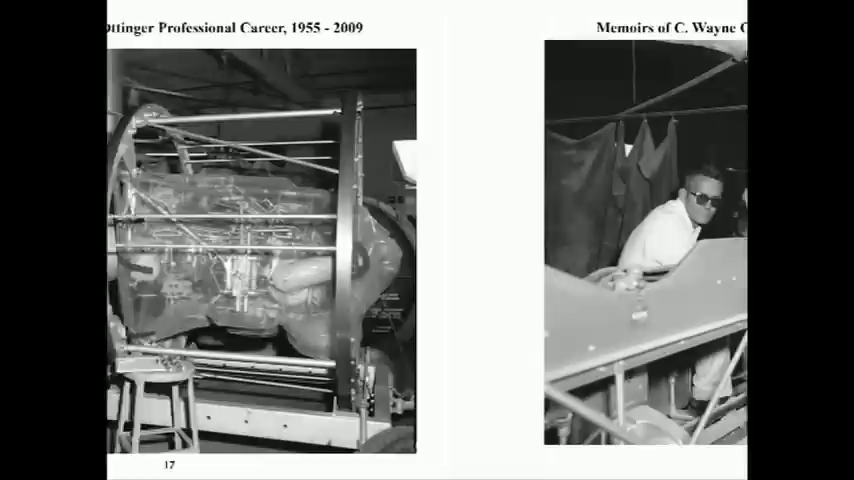 ttinger Professional Career, 1955 - 2009
Memoirs of C. Wayne
17